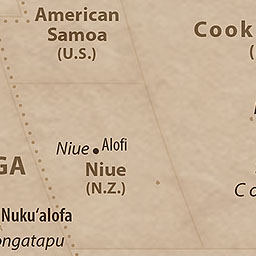 American
Samoa
(U.S.)
Cook
Niue
Alofi
GA
Niue
(N.Z.)
Nuku‘alofa
ongatapu